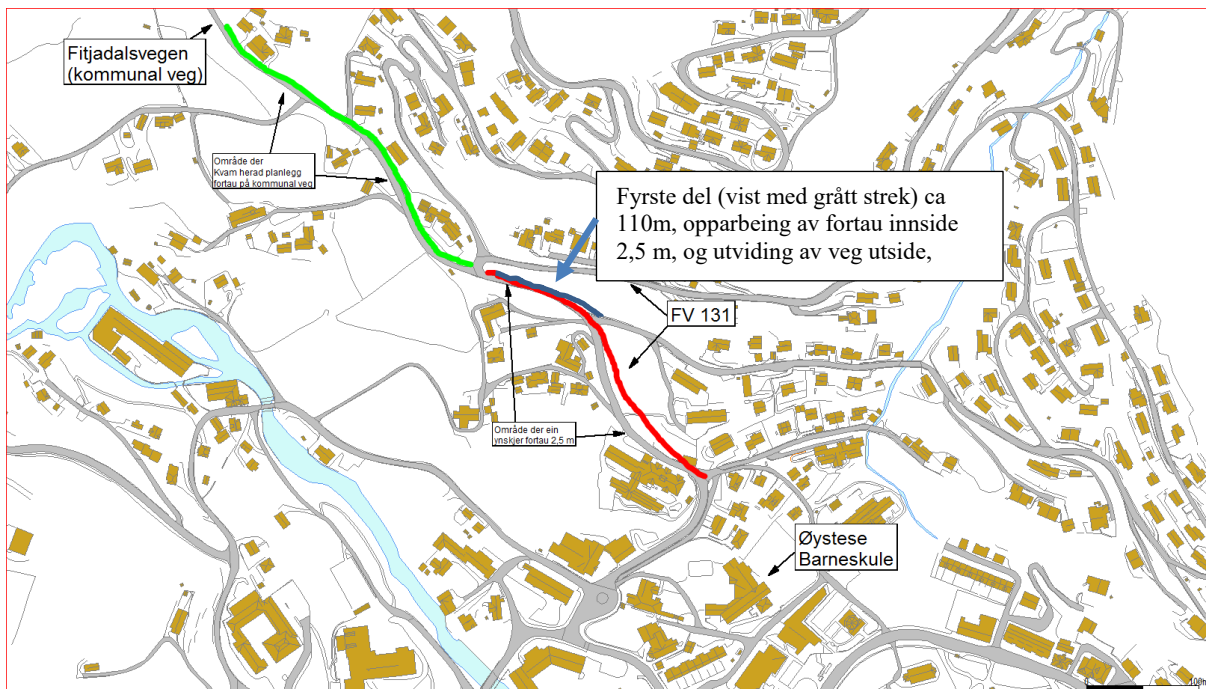 Fitjadalsvegen
(kommunal veg)
Område der
Kvam herad planlegg
fortau på kommunal veg
Fyrste del (vist med grått strek) ca
110m, opparbeing av fortau innside
2,5 m, og utviding av veg utside,
FV 131
Område der ein
ynskjer fortau 2,5 m
Øystese
Barneskule
0
100m